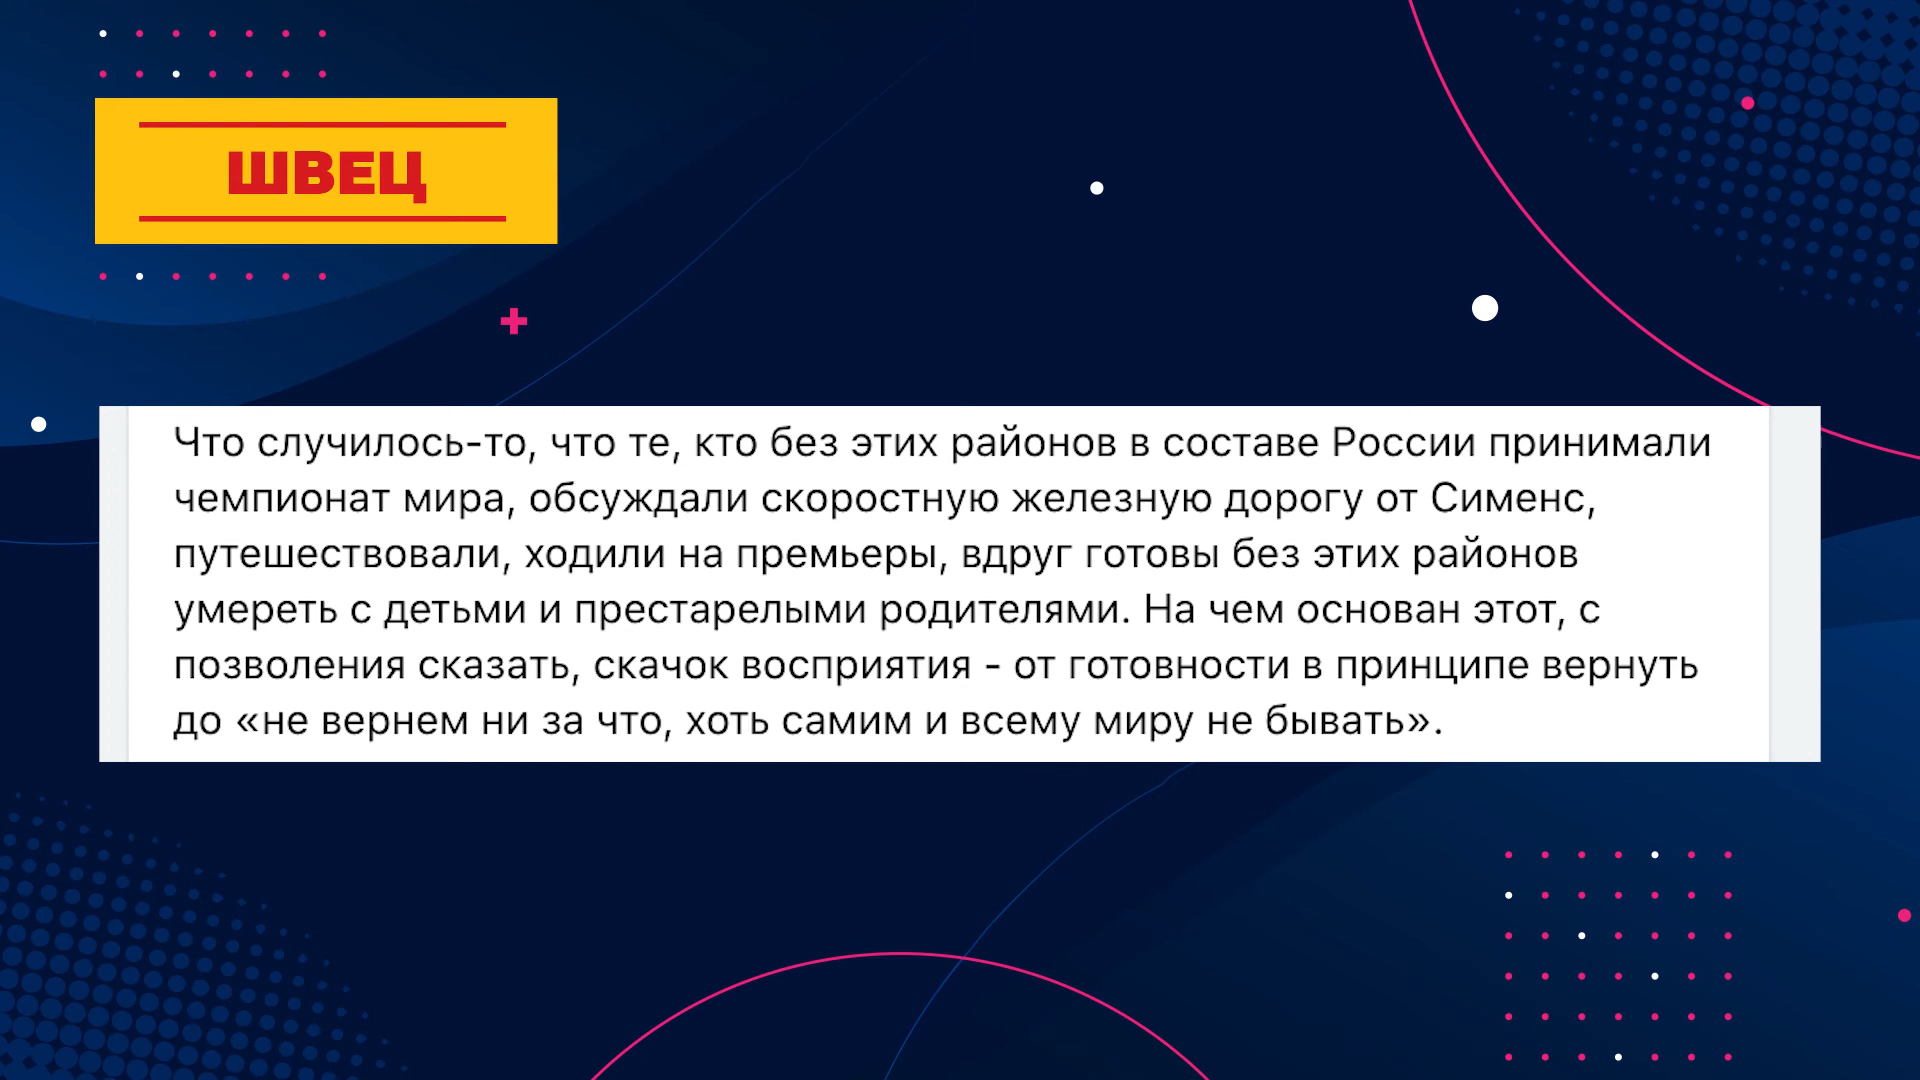 ШВЕЦ
Что случилось-то, что те, кто без этих районов в составе России принимали
чемпионат мира, обсуждали скоростную железную дорогу от Сименс,
путешествовали, ходили на премьеры, вдруг готовы без этих районов
умереть с детьми и престарелыми родителями. На чем основан этот, с
позволения сказать, скачок восприятия - от готовности в принципе вернуть
до «не вернем ни за что, хоть самим и всему миру не бывать».